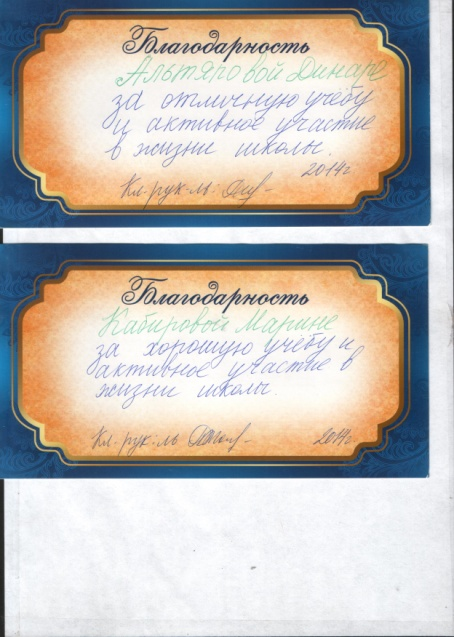 Благодарность
Альтяровой Динаре
за отличную учёбу
и активное участие
в жизни школы.
2014г
Кл. рук-ль:
Благодарность
Кабировой Марине
за хорошую учёбу и
активное участие в
жизни школы.
Кл. рук-ль 2014г.